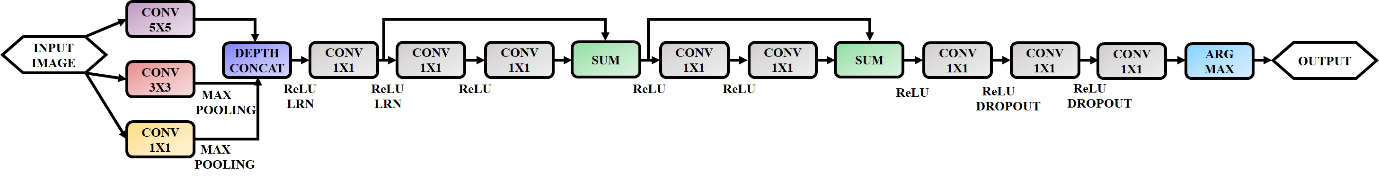 INPUT
IMAGE
CONV
5X5
CONV
3X3
MAX
POOLING
CONV
1X1
MAX
POOLING
DEPTH
CONCAT
ReLU
LRN
CONV
1X1
ReLU
LRN
CONV
1X1
ReLU
CONV
1X1
SUM
ReLU
CONV
1X1
ReLU
CONV
1X1
SUM
ReLU
CONV
1X1
ReLU
DROPOUT
CONV
1X1
ReLU
DROPOUT
CONV
1X1
ARG
MAX
OUTPUT